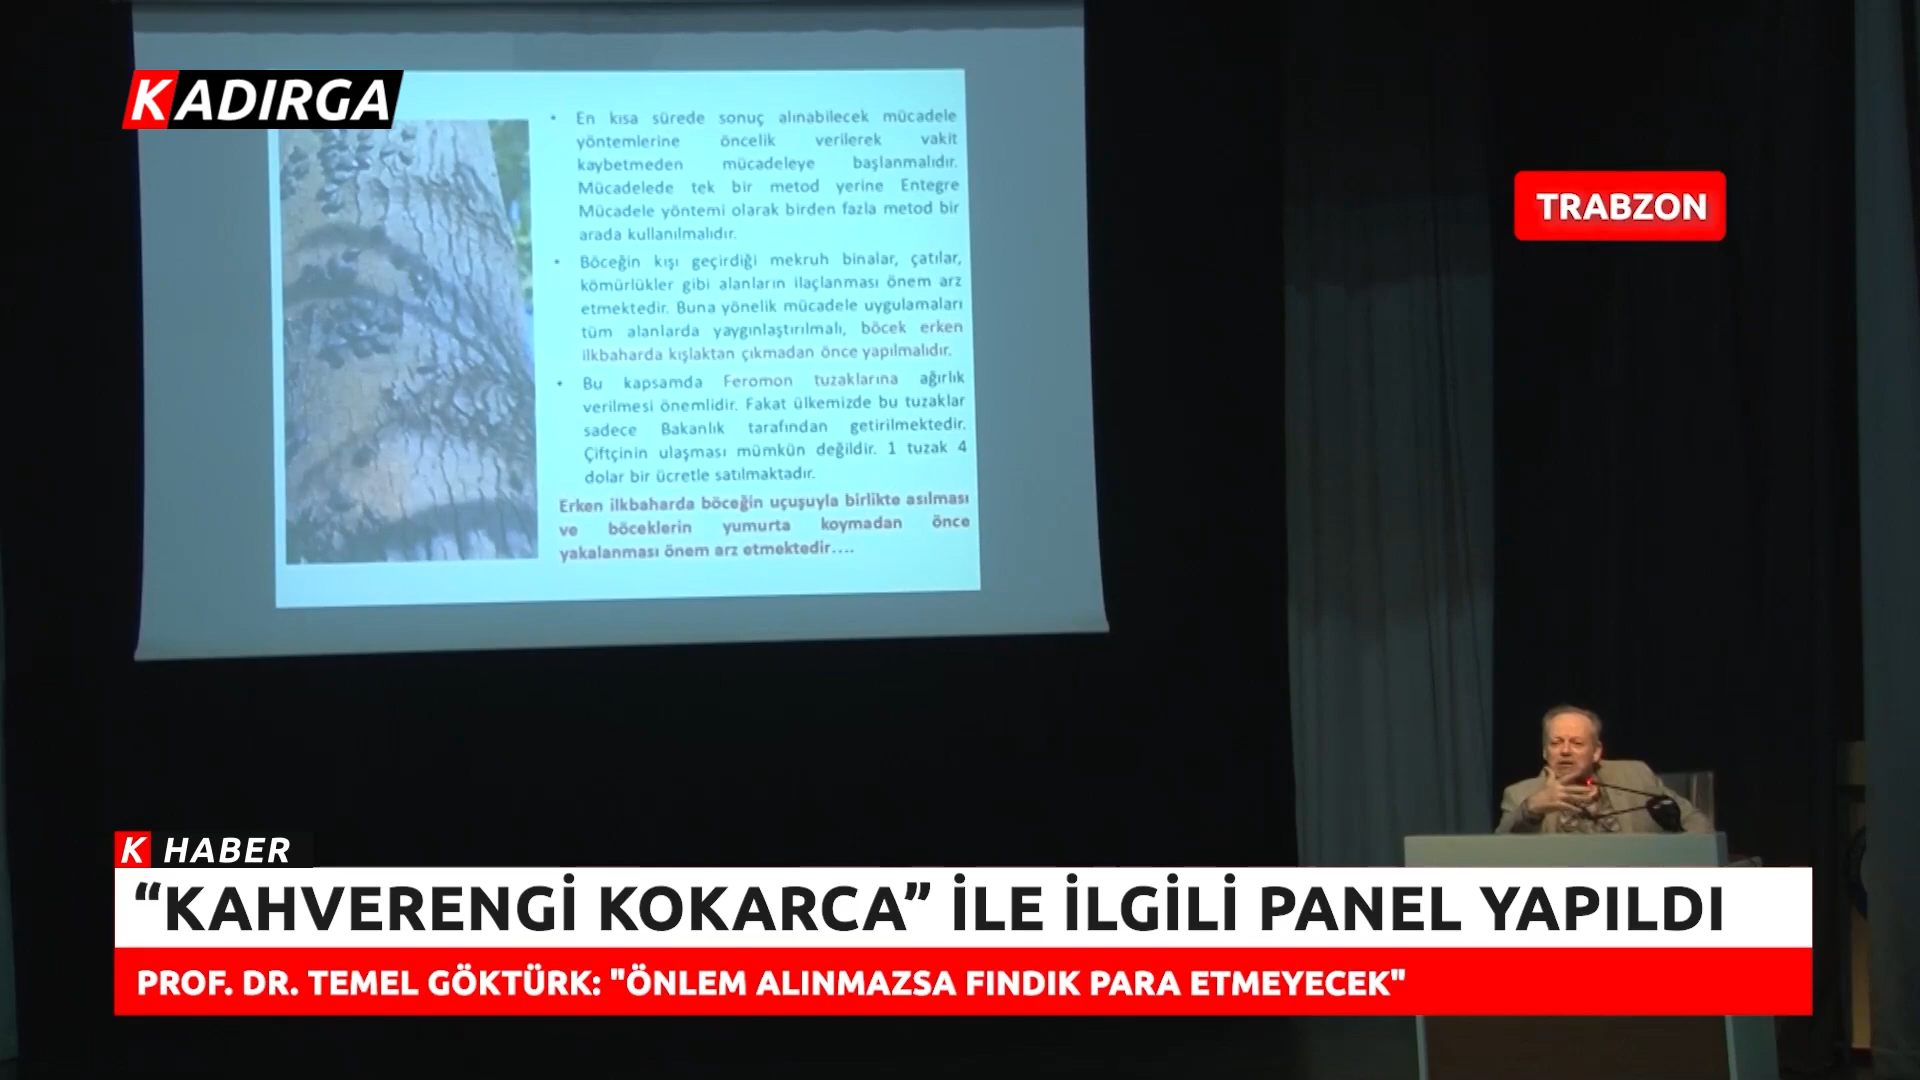 KADIRGA
• En kısa sürede sonuç alınabilecek mücadele
yöntemlerine öncelik verilerek vakit
kaybetmeden mücadeleye başlanmalıdır.
Mücadelede tek bir metod yerine Entegre
Mücadele yöntemi olarak birden fazla metod bir
arada kullanılmalıdır.
• Böceğin kışı geçirdiği mekruh binalar, çatılar,
kömürlükler gibi alanların ilaçlanması önem arz
etmektedir. Buna yönelik mücadele uygulamaları
tüm alanlarda yaygınlaştırılmalı, böcek erken
ilkbaharda kışlaktan çıkmadan önce yapılmalıdır.
• Bu kapsamda Feromon tuzaklarına ağırlık
verilmesi önemlidir. Fakat ülkemizde bu tuzaklar
sadece Bakanlık tarafından getirilmektedir.
Çiftçinin ulaşması mümkün değildir. 1 tuzak 4
dolar bir ücretle satılmaktadır.
Erken ilkbaharda böceğin uçuşuyla birlikte asılması
ve böceklerin yumurta koymadan önce
yakalanması önem arz etmektedir....
TRABZON
K HABER
“KAHVERENGİ KOKARCA” İLE İLGİLİ PANEL YAPILDI
PROF. DR. TEMEL GÖKTÜRK: "ÖNLEM ALINMAZSA FINDIK PARA ETMEYECEK"